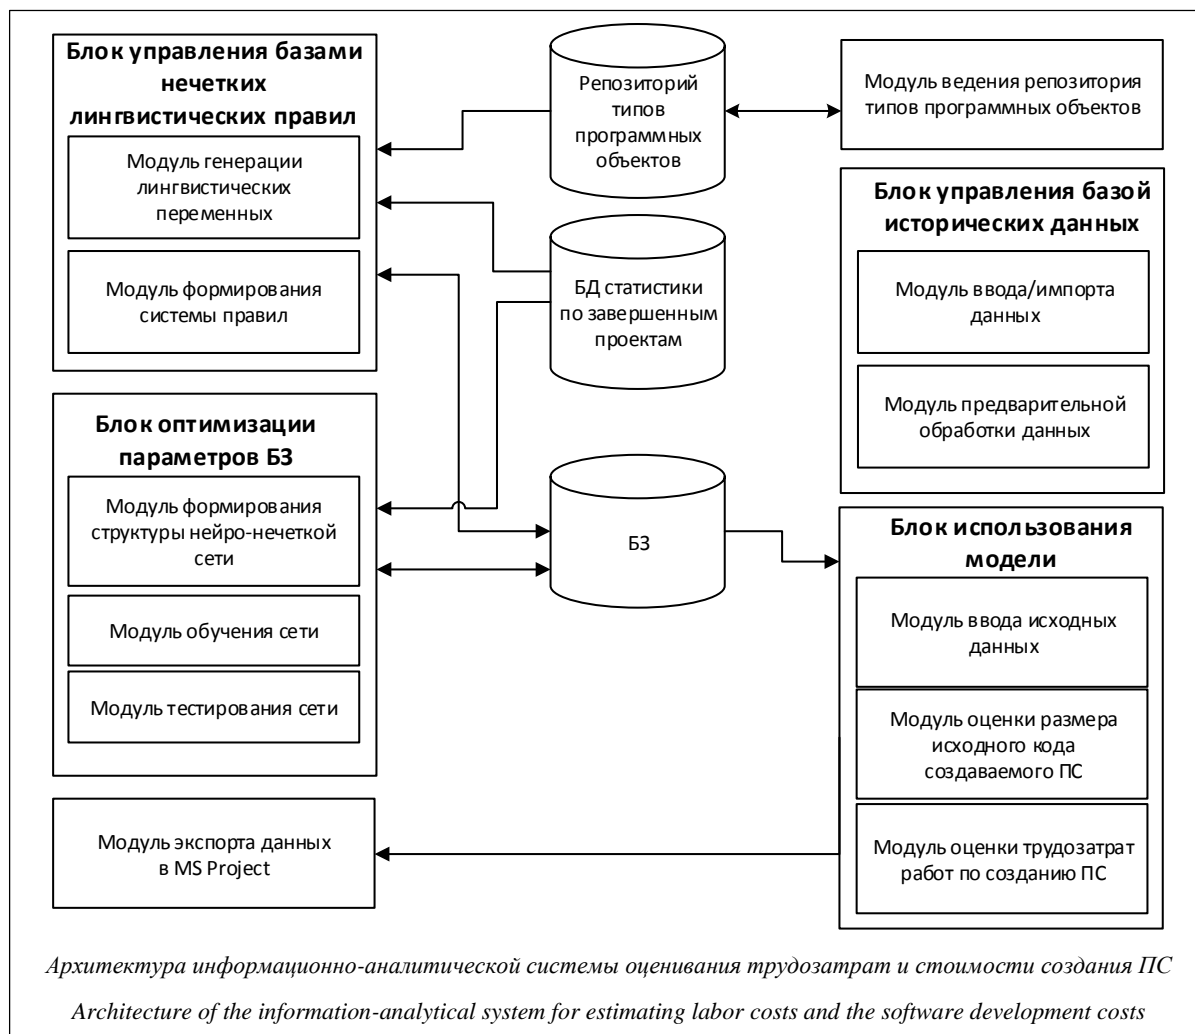 Блок управления базами
нечетких
лингвистических правил
Модуль генерации
лингвистических
переменных
Модуль формирования
системы правил
Репозиторий
типов
программных
объектов
Модуль ведения репозитория
типов программных объектов
БД статистики
по завершенным
проектам
Блок управления базой
исторических данных
Модуль ввода/импорта
данных
Модуль предварительной
обработки данных
Блок оптимизации
параметров БЗ
Модуль формирования
структуры нейро-нечеткой
сети
Модуль обучения сети
Модуль тестирования сети
БЗ
Блок использования
модели
Модуль ввода исходных
данных
Модуль оценки размера
исходного кода
создаваемого ПС
Модуль оценки трудозатрат
работ по созданию ПС
Модуль экспорта данных
в MS Project
Архитектура информационно-аналитической системы оценивания трудозатрат и стоимости создания ПС
Architecture of the information-analytical system for estimating labor costs and the software development costs